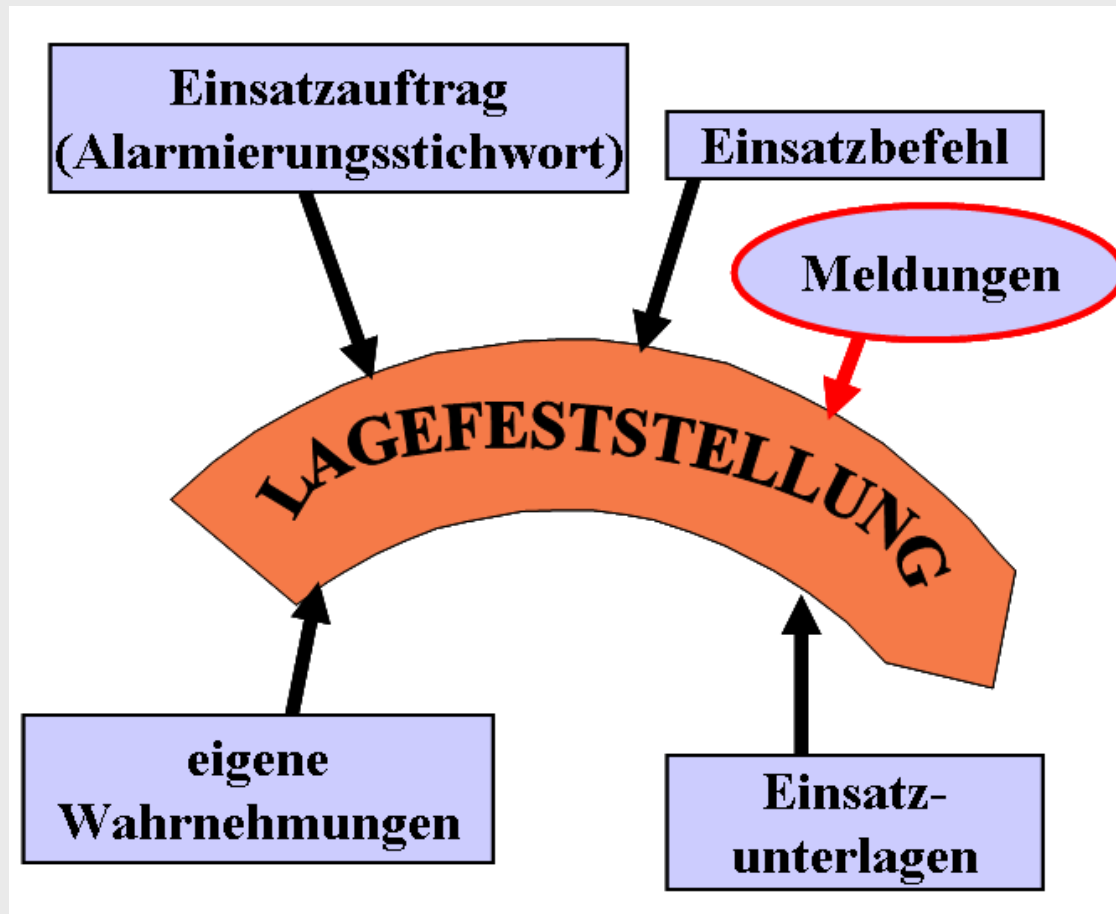 Einsatzauftrag
(Alarmierungsstichwort)
Einsatzbefehl
Meldungen
LAGEFESTSTELLUNG
eigene
Wahrnehmungen
Einsatz-
unterlagen